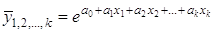 ȳ₁,₂,...,ₖ = e^(a₀+a₁x₁+a₂x₂+...+aₖxₖ)